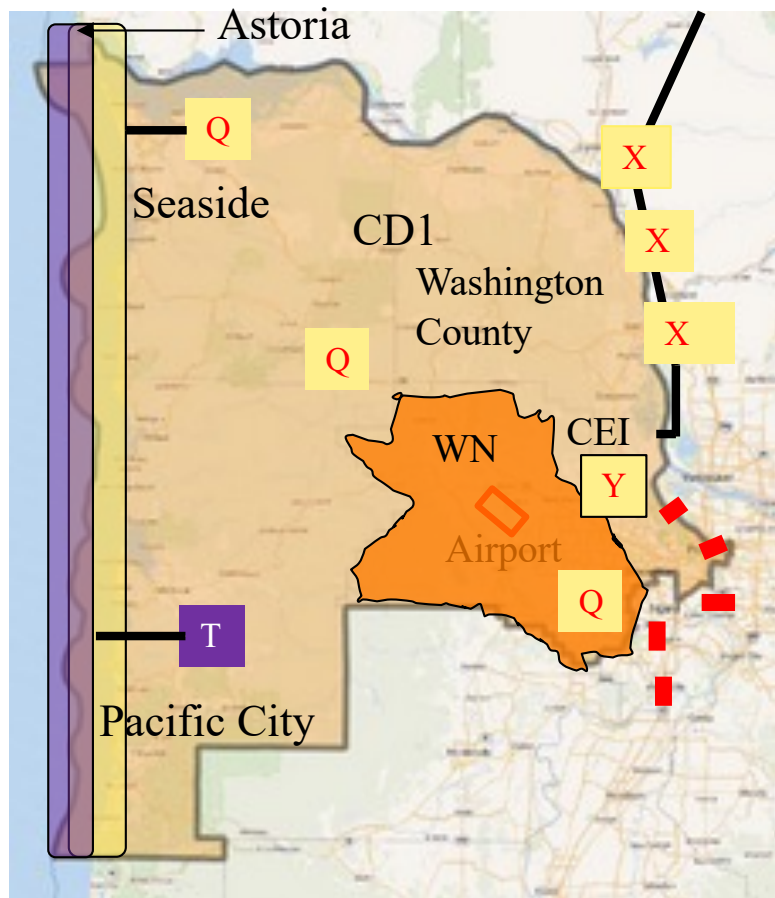 Astoria
Q
X
Seaside
CD1
X
Washington
County
X
Q
CEI
WN
Y
Airport
Q
T
Pacific City